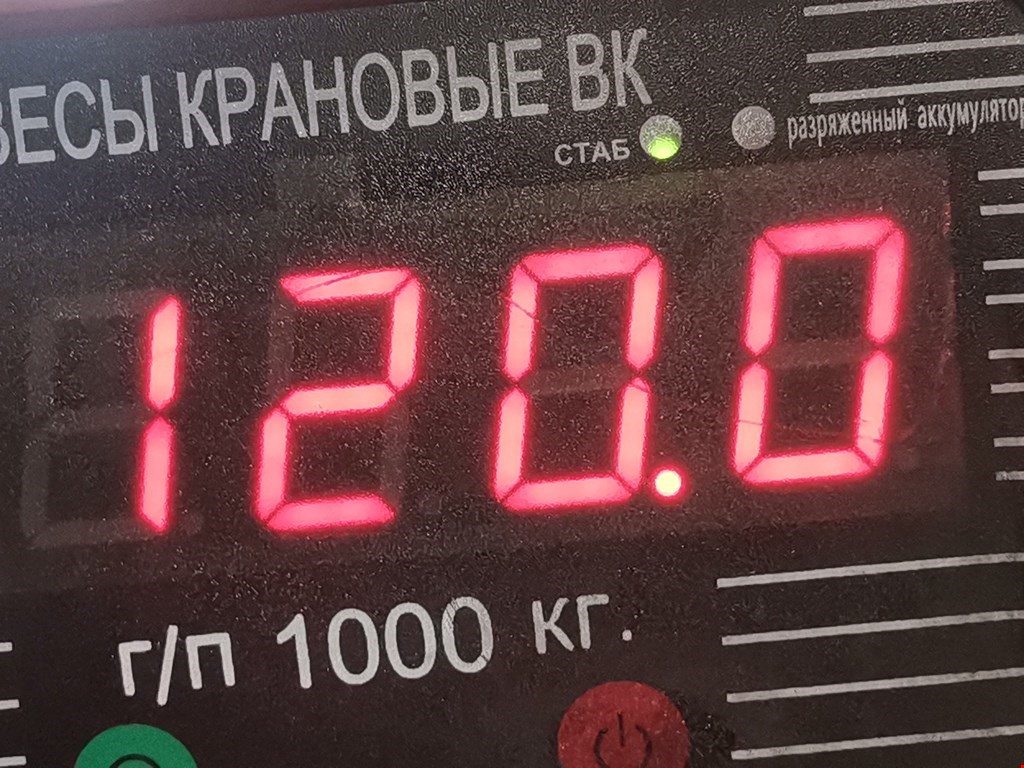 ВЕСЫ КРАНОВЫЕ ВК
СТАБ
разряженный аккумулятор
120.0
г/п 1000 кг.